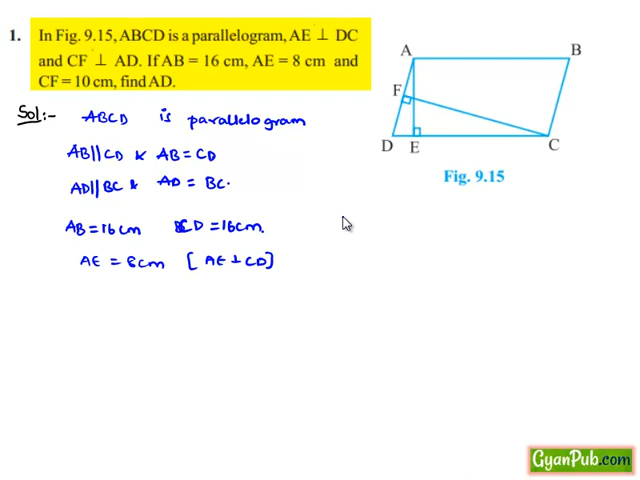 1. In Fig. 9.15, ABCD is a parallelogram, AE ⊥ DC
and CF ⊥ AD. If AB = 16 cm, AE = 8 cm and
CF = 10 cm, find AD.
A
B
F
D
E
C
Fig. 9.15
Sol:- ABCD is parallelogram
AB||CD & AB = CD
AD||BC & AD = BC.
AB = 16 cm CD = 16cm.
AE = 8cm [ AE ⊥ CD]
GyanPub.com